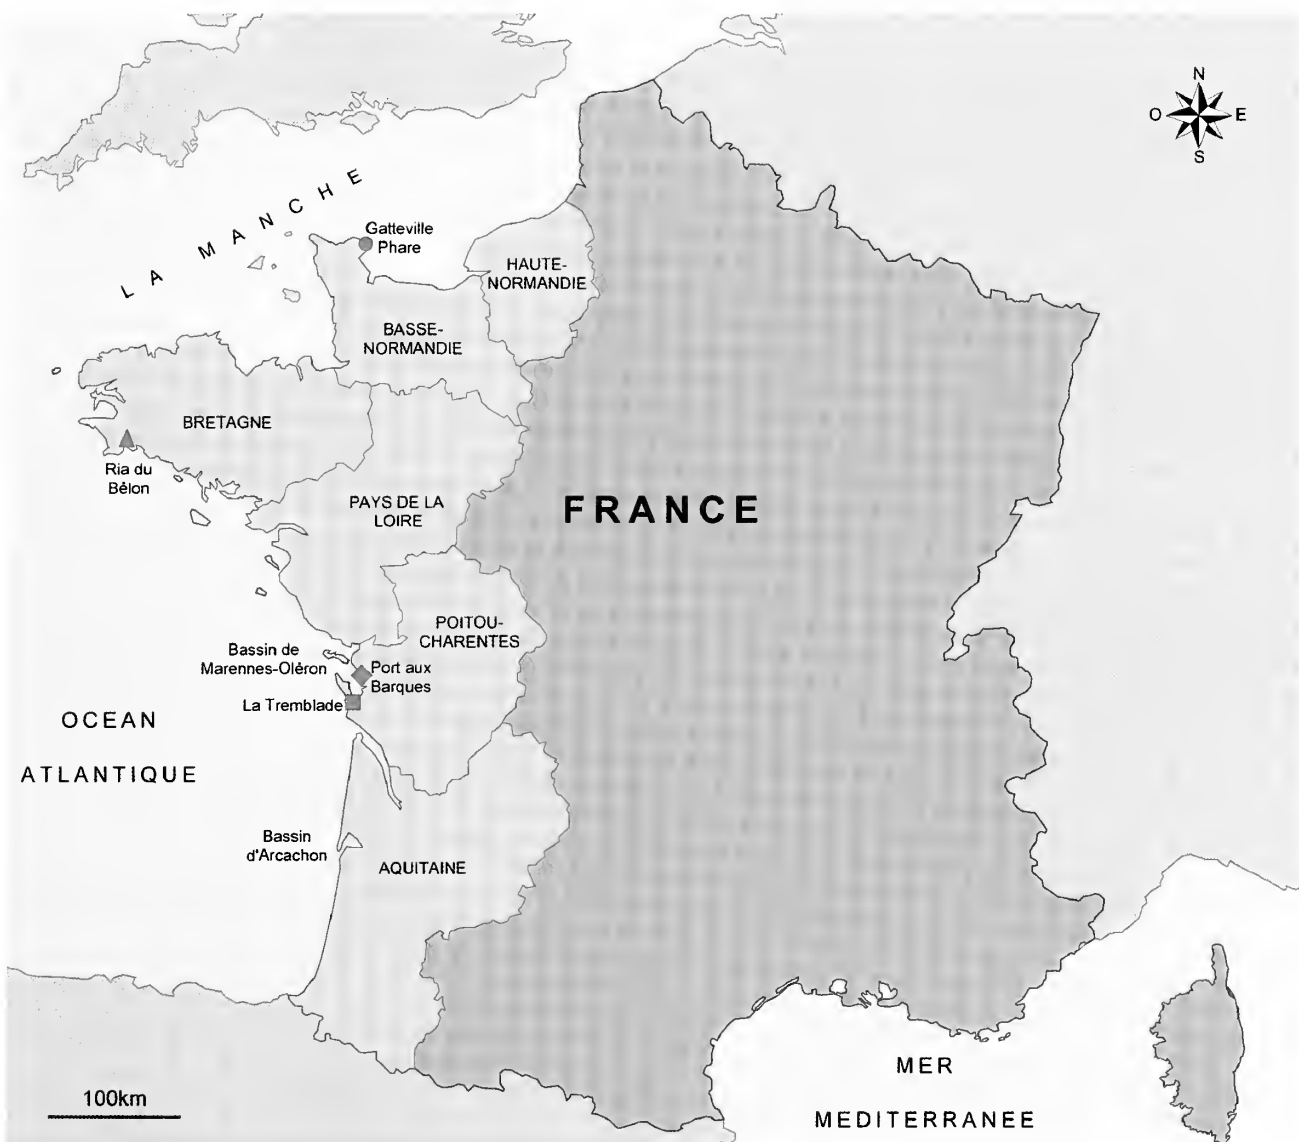 N
O E
S
LA MANCHE
Gatteville
Phare
HAUTE-
NORMANDIE
BASSE-
NORMANDIE
BRETAGNE
Ria du
Bélon
PAYS DE LA
LOIRE
FRANCE
POITOU-
CHARENTES
Bassin de
Marennes-Oléron
Port aux
Barques
La Tremblade
OCEAN
ATLANTIQUE
Bassin
d'Arcachon
AQUITAINE
MER
MEDITERRANEE
100km